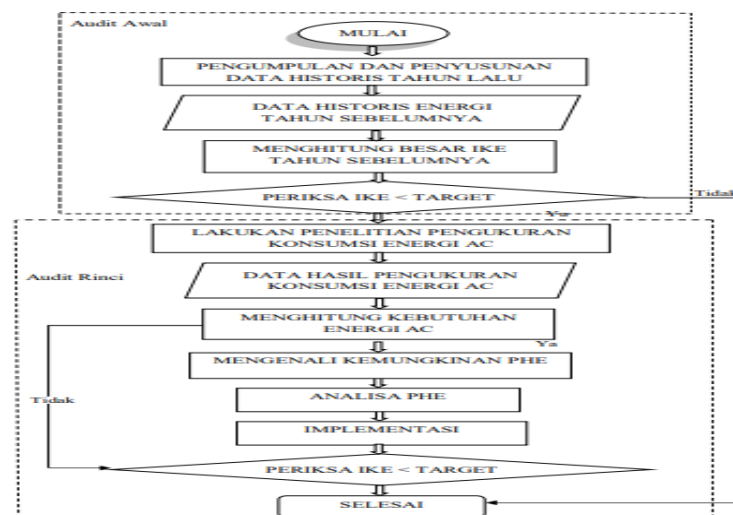 Audit Awal
MULAI
PENGUMPULAN DAN PENYUSUNAN
DATA HISTORIS TAHUN LALU
DATA HISTORIS ENERGI
TAHUN SEBELUMNYA
MENGHITUNG BESAR IKE
TAHUN SEBELUMNYA
PERIKSA IKE < TARGET
Tidak
Ya
LAKUKAN PENELITIAN PENGUKURAN
KONSUMSI ENERGI AC
Audit Rinci
DATA HASIL PENGUKURAN
KONSUMSI ENERGI AC
MENGHITUNG KEBUTUHAN
ENERGI AC
Ya
MENGENALI KEMUNGKINAN PHE
Tidak
ANALISA PHE
IMPLEMENTASI
PERIKSA IKE < TARGET
SELESAI